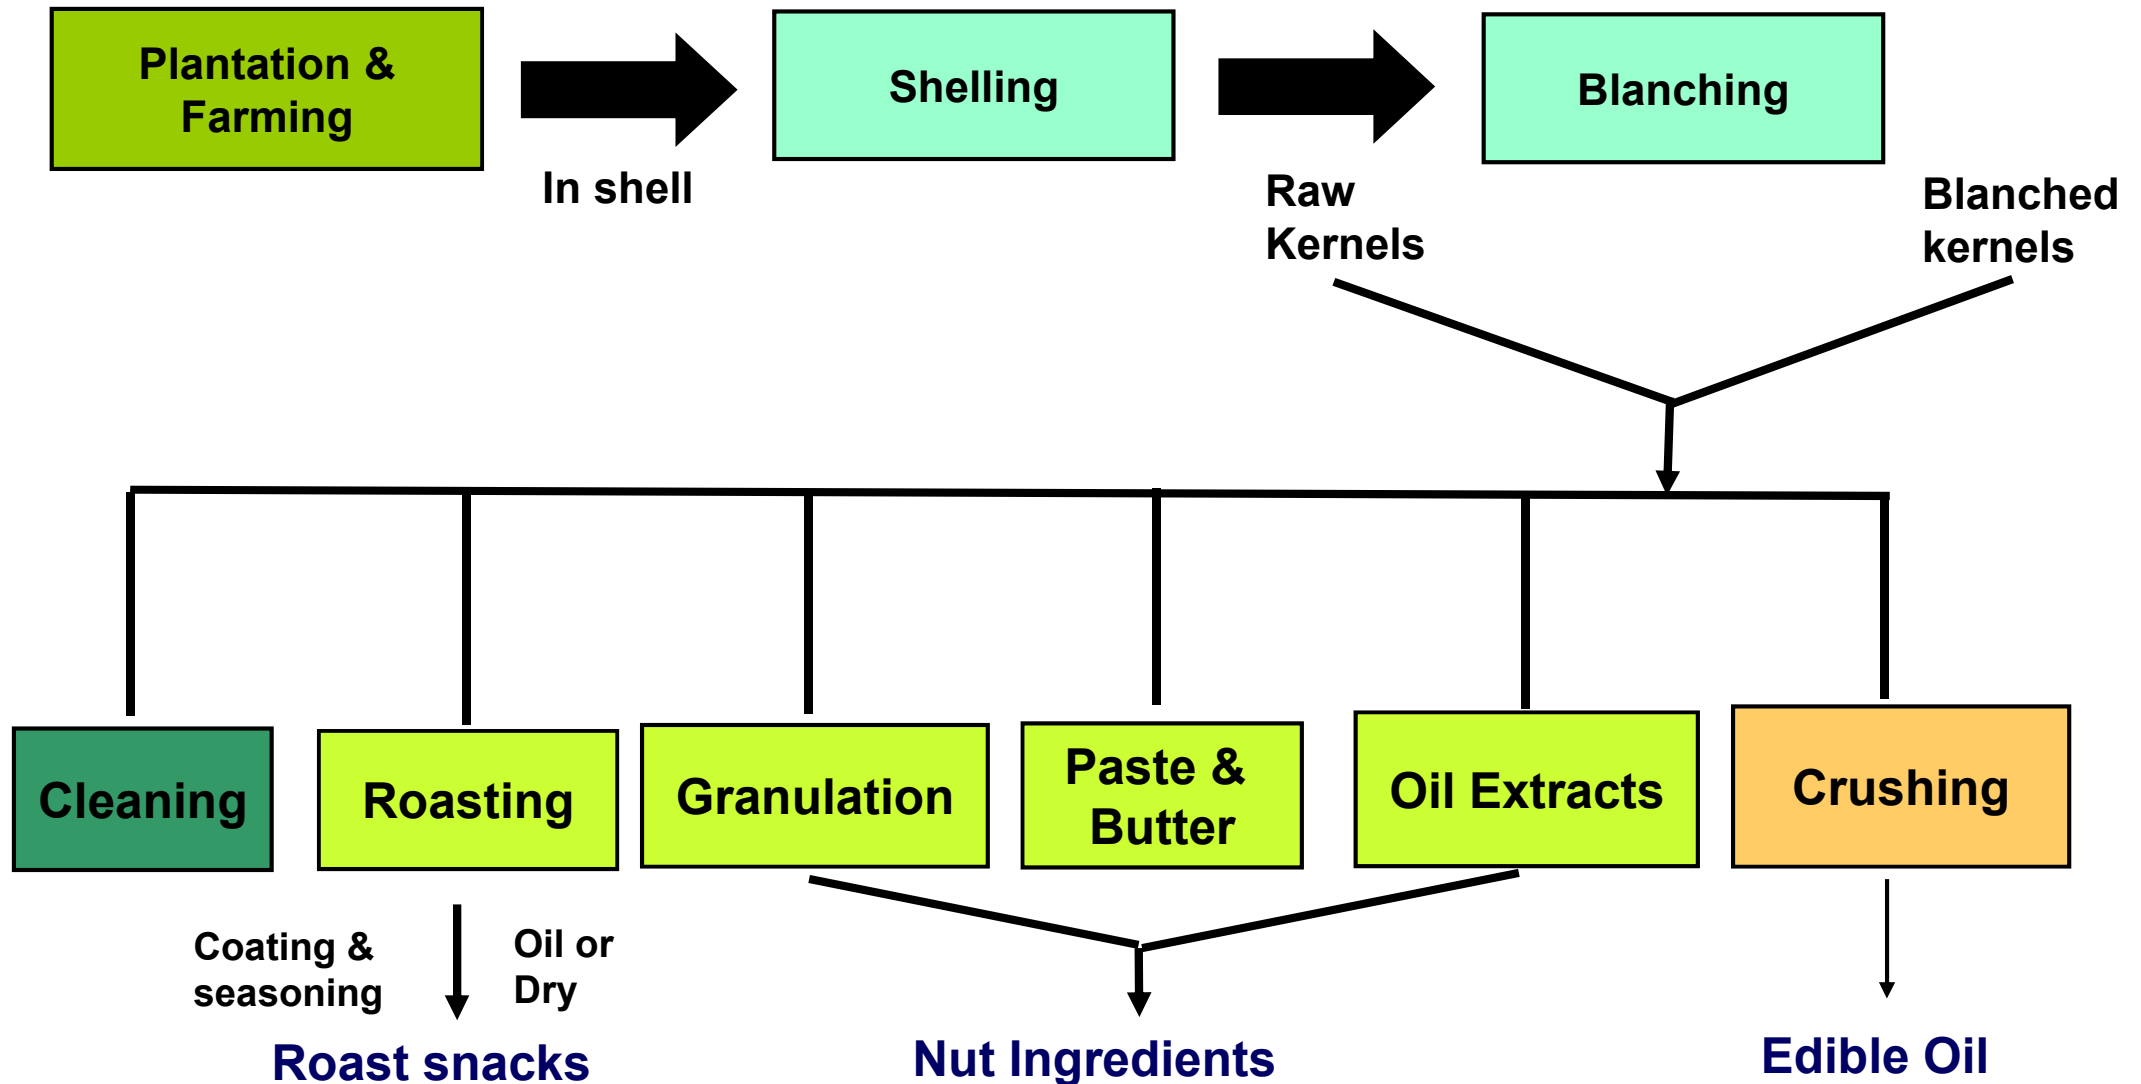 Plantation &
Farming
Shelling
Blanching
In shell
Raw
Kernels
Blanched
kernels
Cleaning
Roasting
Granulation
Paste &
Butter
Oil Extracts
Crushing
Coating &
seasoning
Oil or
Dry
Roast snacks
Nut Ingredients
Edible Oil